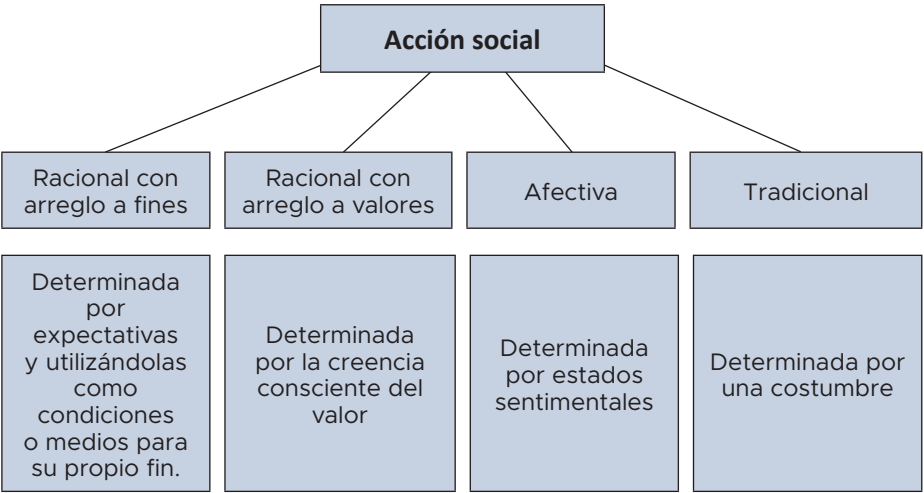 Acción social
Racional con
arreglo a fines
Racional con
arreglo a valores
Afectiva
Tradicional
Determinada
por
expectativas
y utilizándolas
como
condiciones
o medios para
su propio fin.
Determinada
por la creencia
consciente del
valor
Determinada
por estados
sentimentales
Determinada por
una costumbre